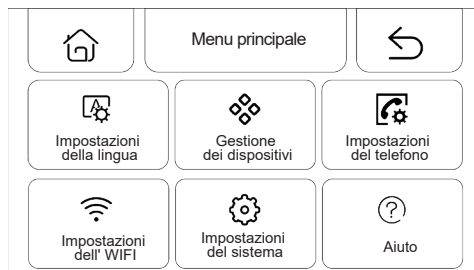 Menu principale
Impostazioni
della lingua
Gestione
dei dispositivi
Impostazioni
del telefono
Impostazioni
dell' WIFI
Impostazioni
del sistema
Aiuto